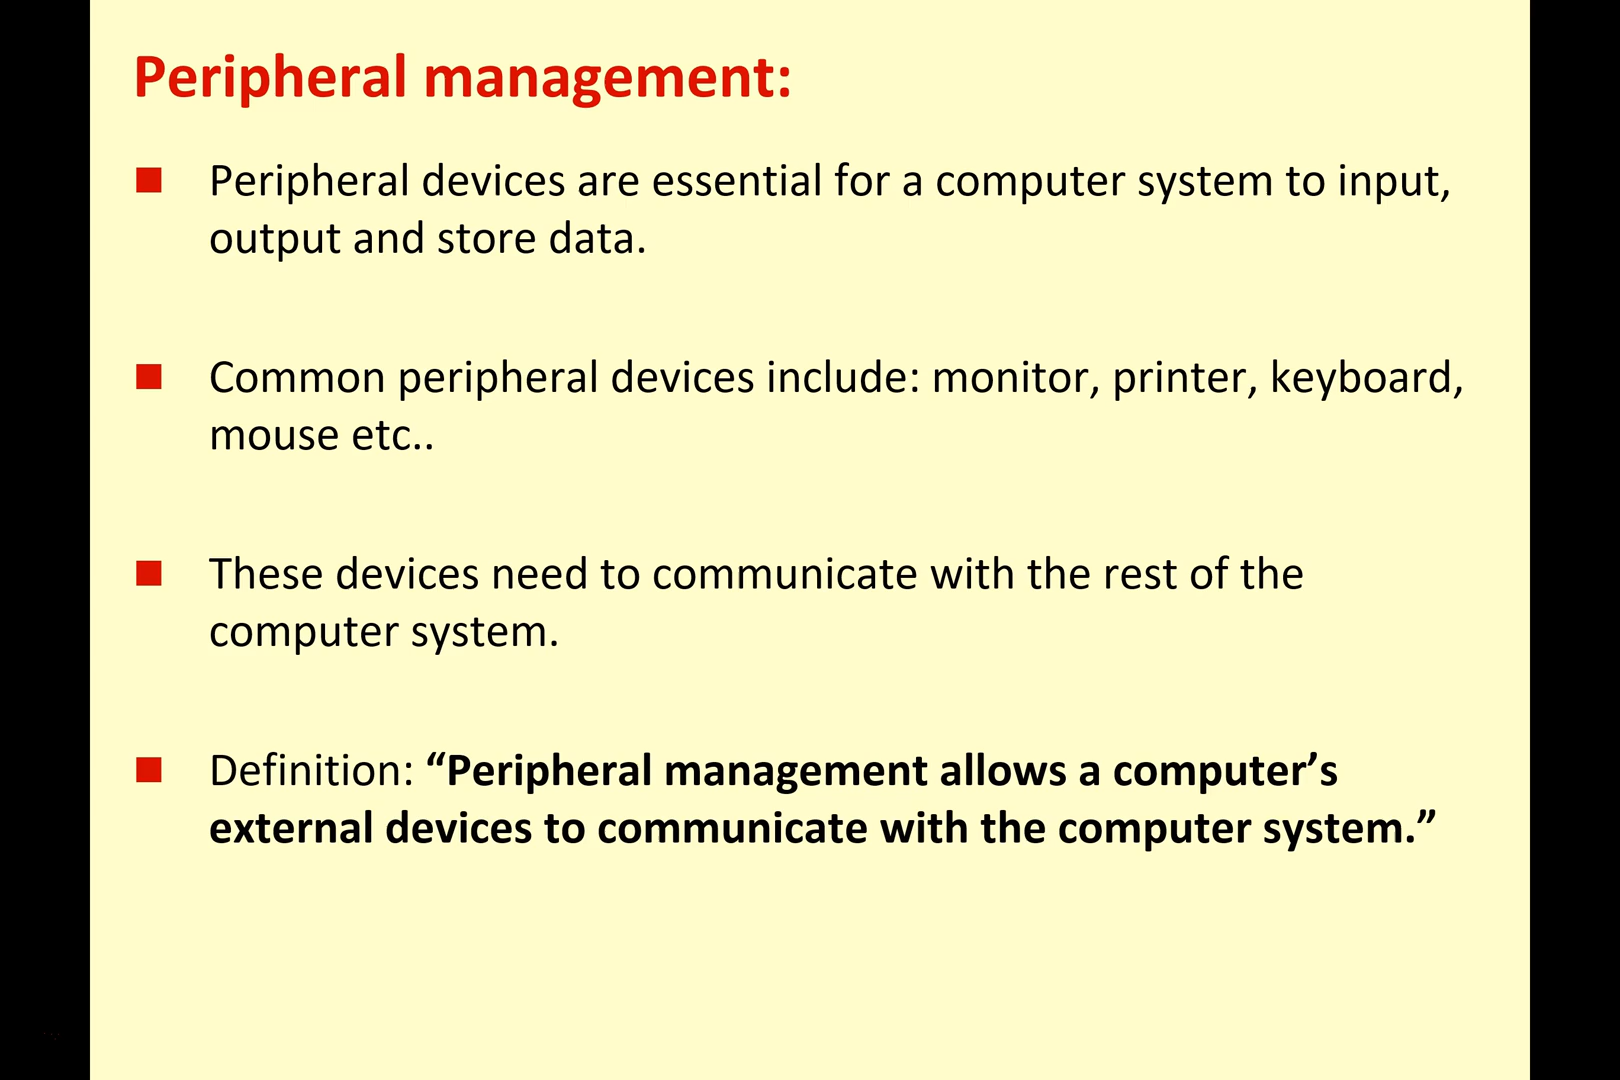 Peripheral management:
Peripheral devices are essential for a computer system to input,
output and store data.
Common peripheral devices include: monitor, printer, keyboard,
mouse etc..
These devices need to communicate with the rest of the
computer system.
Definition: “Peripheral management allows a computer’s
external devices to communicate with the computer system.”